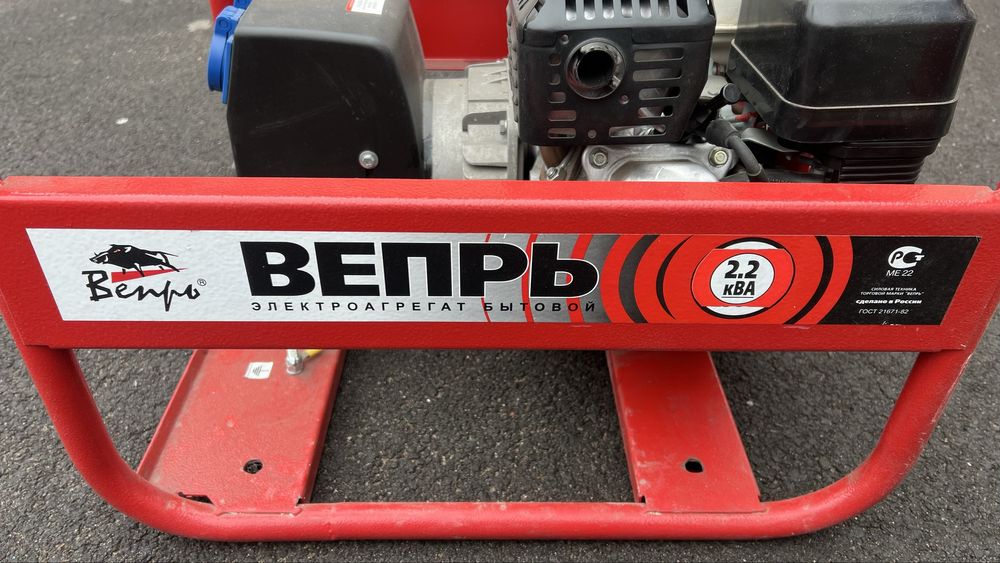 Вепрь®
ВЕПРЬ
ЭЛЕКТРОАГРЕГАТ БЫТОВОЙ
2.2
кВА
РСТ
МЕ 22
СИЛОВАЯ ТЕХНИКА
ТОРГОВОЙ МАРКИ "ВЕПРЬ"
сделано в России
ГОСТ 21671-82